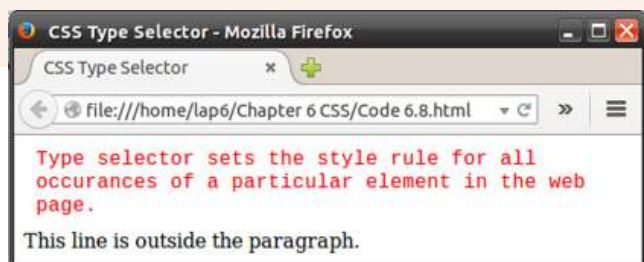 CSS Type Selector - Mozilla Firefox
CSS Type Selector
file:///home/lap6/Chapter 6 CSS/Code 6.8.html
Type selector sets the style rule for all
occurances of a particular element in the web
page.
This line is outside the paragraph.